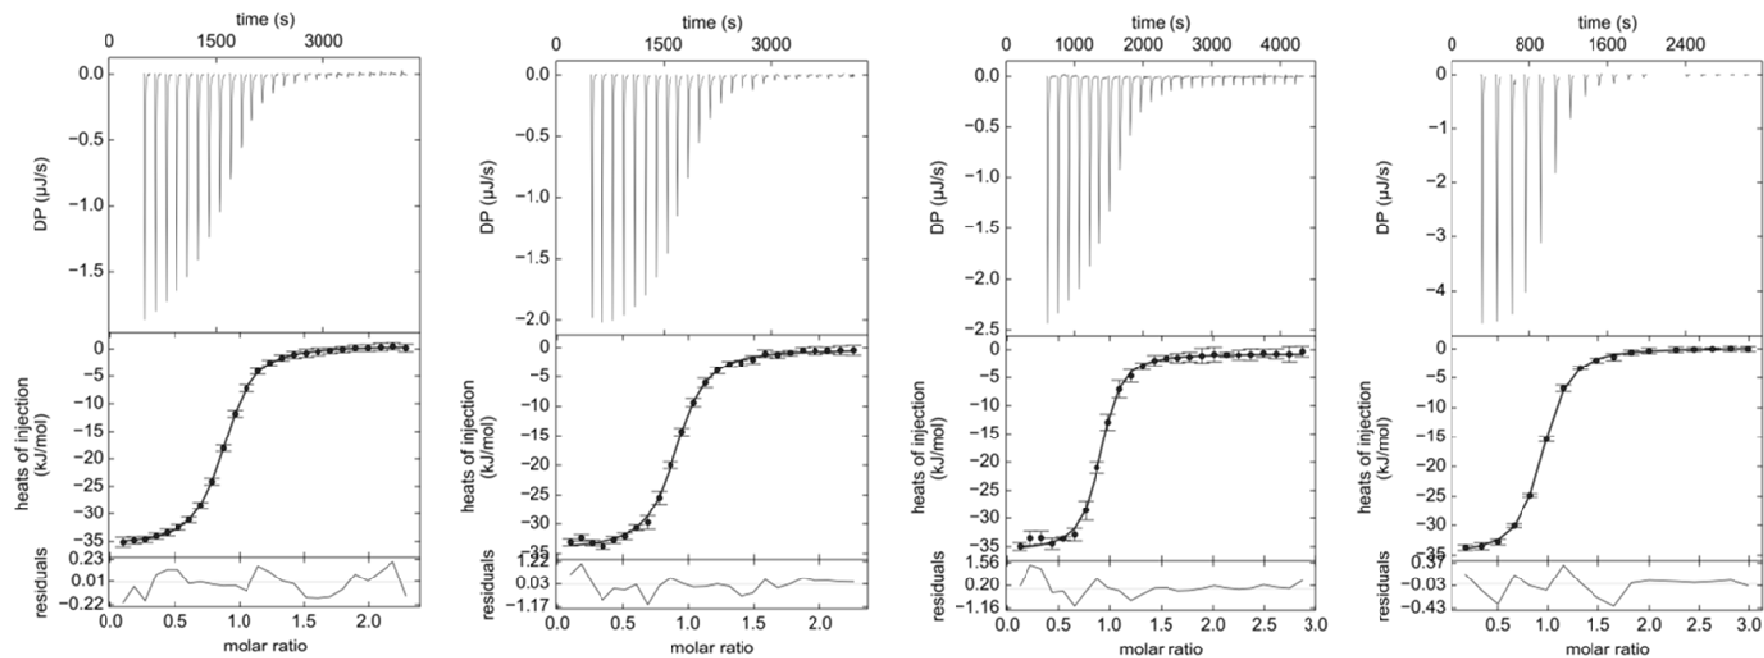 time (s)
0 1500 3000
0.0
−0.5
−1.0
−1.5
DP (µJ/s)
0
−5
−10
−15
−20
−25
−30
−35
heats of injection
(kJ/mol)
0.23
0.01
−0.22
residuals
0.0 0.5 1.0 1.5 2.0
molar ratio
time (s)
0 1500 3000
0.0
−0.5
−1.0
−1.5
−2.0
DP (µJ/s)
0
−5
−10
−15
−20
−25
−30
−35
heats of injection
(kJ/mol)
1.22
0.03
−1.17
residuals
0.0 0.5 1.0 1.5 2.0
molar ratio
time (s)
0 1000 2000 3000 4000
0.0
−0.5
−1.0
−1.5
−2.0
−2.5
DP (µJ/s)
0
−5
−10
−15
−20
−25
−30
−35
heats of injection
(kJ/mol)
1.56
0.20
−1.16
residuals
0.0 0.5 1.0 1.5 2.0 2.5 3.0
molar ratio
time (s)
0 800 1600 2400
0
−1
−2
−3
−4
DP (µJ/s)
0
−5
−10
−15
−20
−25
−30
−35
heats of injection
(kJ/mol)
0.37
−0.03
−0.43
residuals
0.5 1.0 1.5 2.0 2.5 3.0
molar ratio